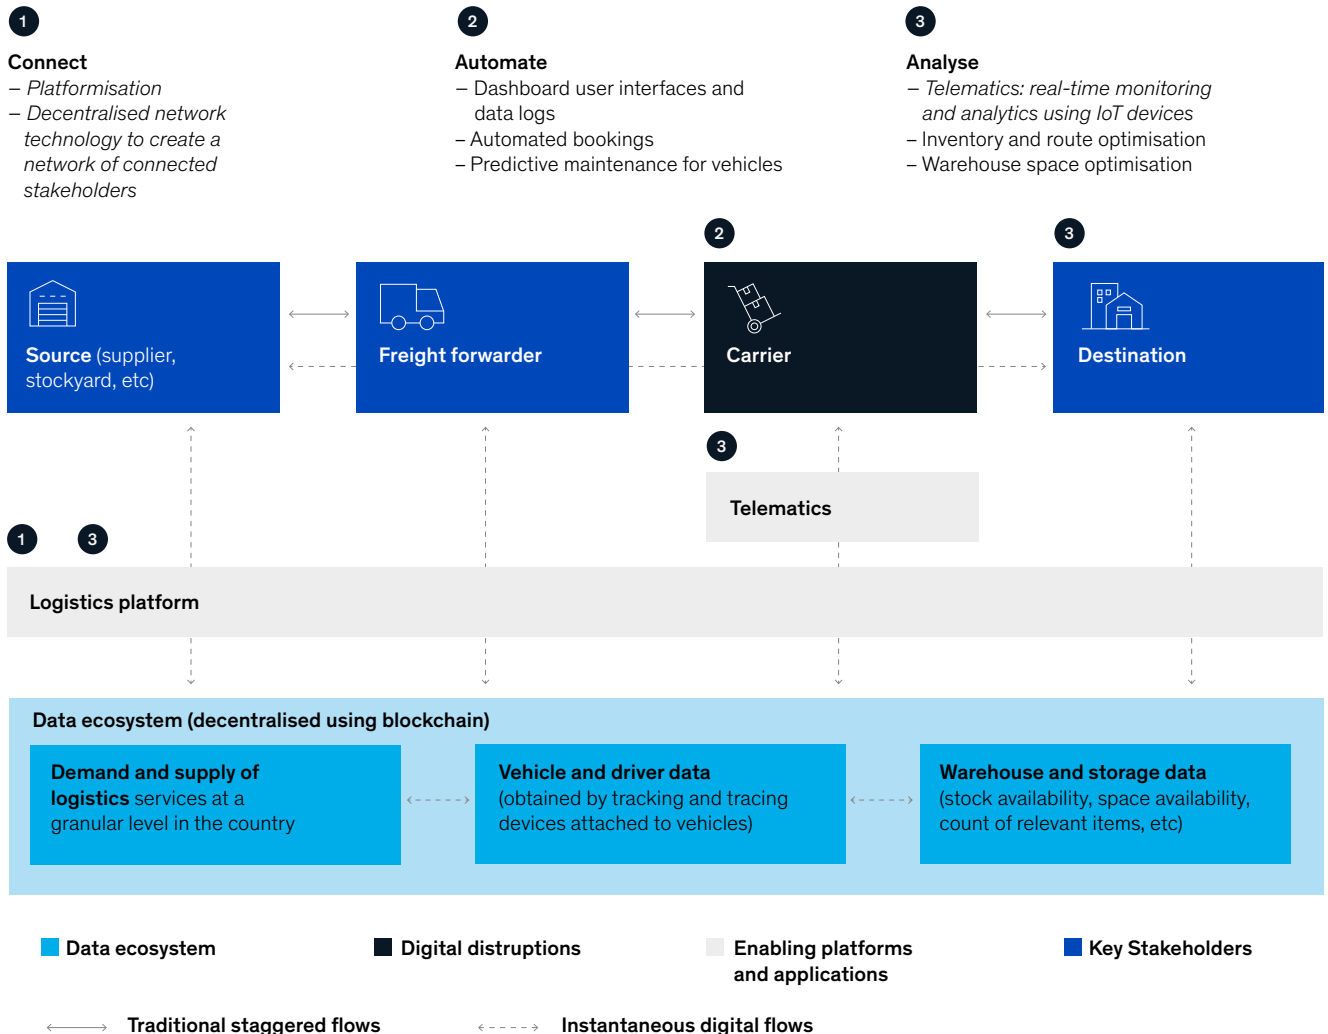 1
Connect
– Platformisation
– Decentralised network
technology to create a
network of connected
stakeholders
2
Automate
– Dashboard user interfaces and
data logs
– Automated bookings
– Predictive maintenance for vehicles
3
Analyse
– Telematics: real-time monitoring
and analytics using IoT devices
– Inventory and route optimisation
– Warehouse space optimisation
2
3
Source (supplier,
stockyard, etc)
Freight forwarder
Carrier
Destination
3
Telematics
1
3
Logistics platform
Data ecosystem (decentralised using blockchain)
Demand and supply of
logistics services at a
granular level in the country
Vehicle and driver data
(obtained by tracking and tracing
devices attached to vehicles)
Warehouse and storage data
(stock availability, space availability,
count of relevant items, etc)
Data ecosystem
Digital distruptions
Enabling platforms
and applications
Key Stakeholders
Traditional staggered flows
Instantaneous digital flows